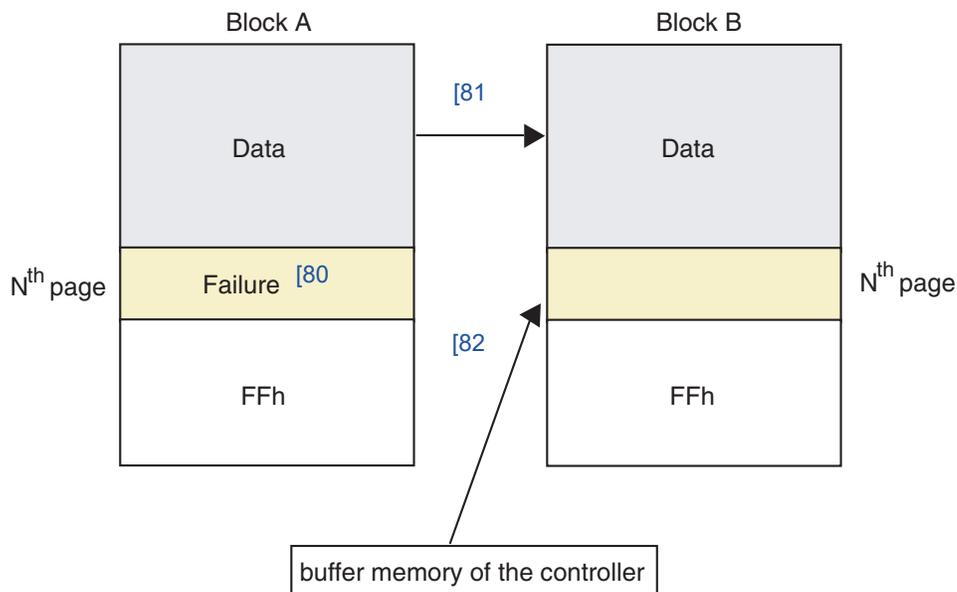 Block A
Block B
[81
Data
Data
Nth page
Failure [80
Nth page
[82
FFh
FFh
buffer memory of the controller